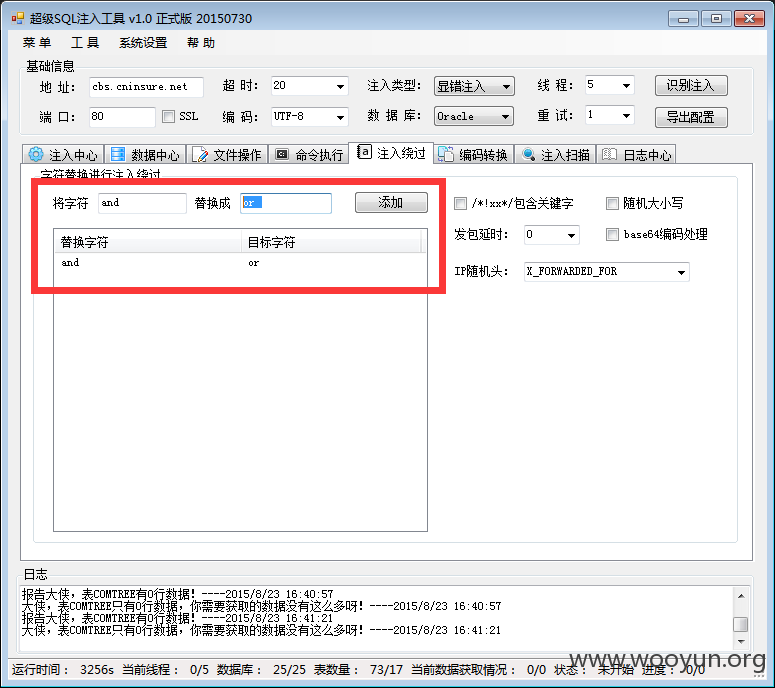 超级SQL注入工具 v1.0 正式版 20150730
菜 单 工 具 系统设置 帮 助
基础信息
地 址: cbs.cninsure.net 超 时: 20 注入类型: 显错注入 线 程: 5 识别注入
端 口: 80 SSL 编 码: UTF-8 数 据 库: Oracle 重 试: 1 导出配置
注入中心 数据中心 文件操作 命令执行 注入绕过 编码转换 注入扫描 日志中心
字符替换进行注入绕过
将字符 and 替换成 or 添加 /*!xx*/包含关键字 随机大小写
替换字符 目标字符 发包延时: 0 base64编码处理
and or IP随机头: X_FORWARDED_FOR
日志
报告大侠，表COMTREE有0行数据！----2015/8/23 16:40:57
大侠，表COMTREE只有0行数据，你需要获取的数据没有这么多呀！----2015/8/23 16:40:57
报告大侠，表COMTREE有0行数据！----2015/8/23 16:41:21
大侠，表COMTREE只有0行数据，你需要获取的数据没有这么多呀！----2015/8/23 16:41:21
运行时间： 3256s 当前线程： 0/5 数据库： 25/25 表数量： 73/17 当前数据获取情况： 0/0 状态： 未开始 进度： 0/0
www.wooyun.org